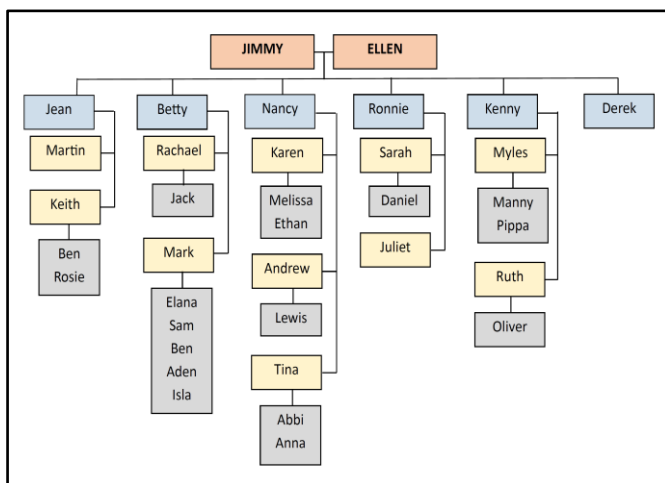 JIMMY
ELLEN
Jean
Betty
Nancy
Ronnie
Kenny
Derek
Martin
Keith
Ben
Rosie
Rachael
Jack
Mark
Elana
Sam
Ben
Aden
Isla
Karen
Melissa
Ethan
Andrew
Lewis
Tina
Abbi
Anna
Sarah
Daniel
Juliet
Myles
Manny
Pippa
Ruth
Oliver